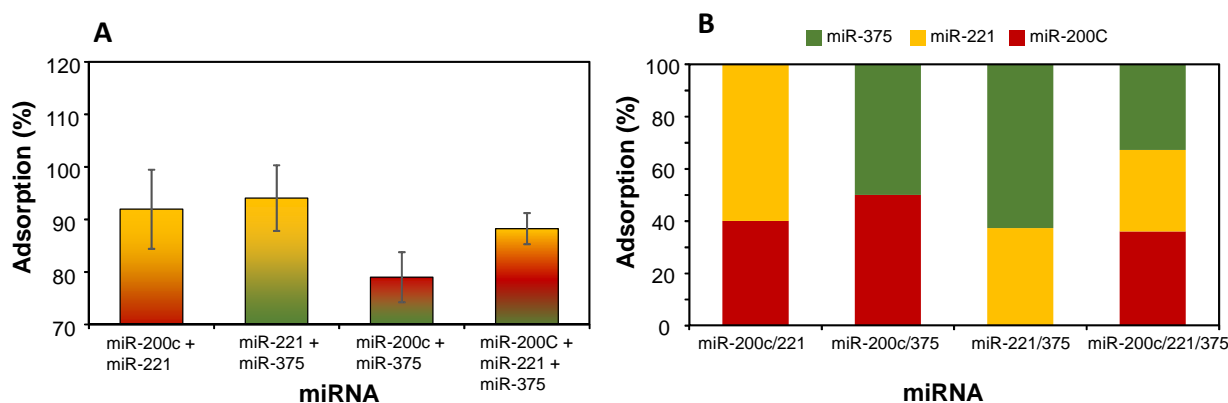 A
Adsorption (%)
120
110
100
90
80
70
miR-200c + miR-221 + miR-200c + miR-200C +
miR-221 miR-375 miR-375 miR-221 +
miR-375
miRNA
B
miR-375 miR-221 miR-200C
Adsorption (%)
100
80
60
40
20
0
miR-200c/221 miR-200c/375 miR-221/375 miR-200c/221/375
miRNA